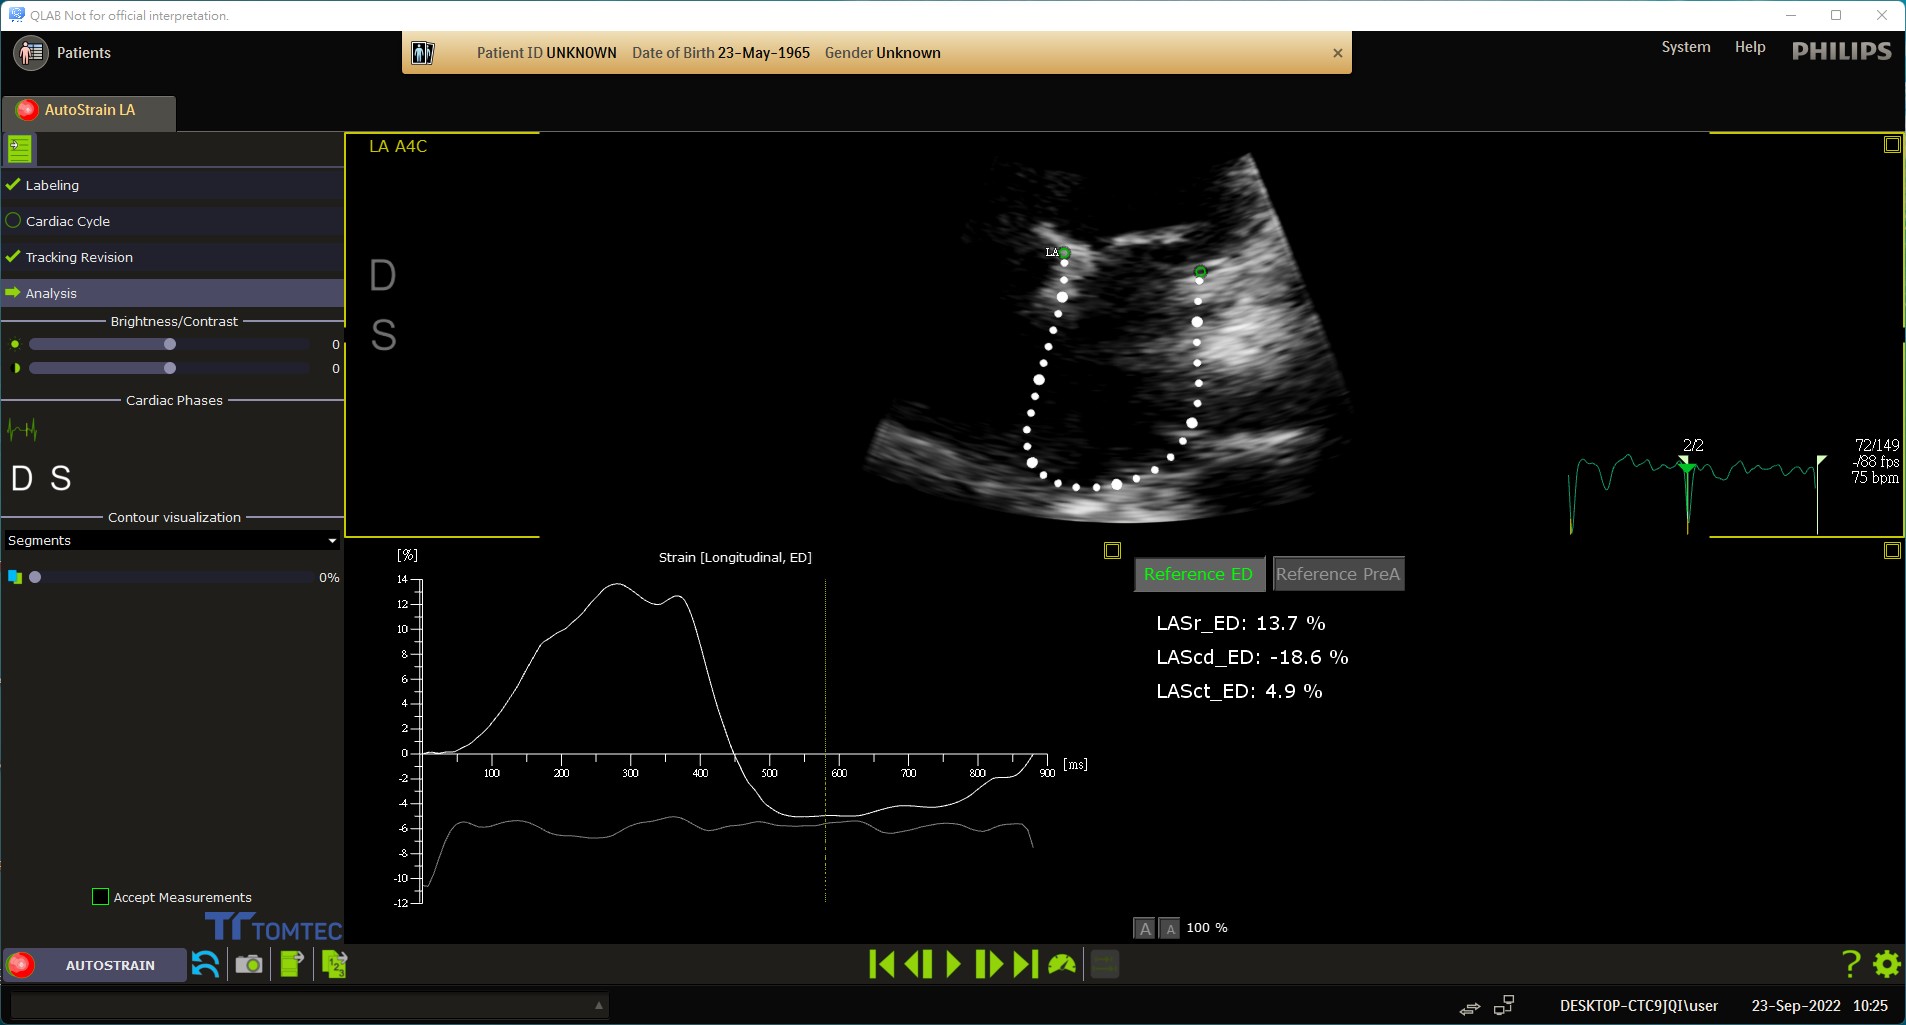 QLAB Not for official interpretation.
Patients
Patient ID UNKNOWN Date of Birth 23-May-1965 Gender Unknown
System Help PHILIPS
AutoStrain LA
Labeling
Cardiac Cycle
Tracking Revision
Analysis
Brightness/Contrast
0
0
Cardiac Phases
D S
Contour visualization
Segments
0%
Accept Measurements
TOMTEC
LA A4C
D
S
LA
2/2
72/149
-/88 fps
75 bpm
[%]
Strain [Longitudinal, ED]
14
12
10
8
6
4
2
0
-2
-4
-6
-8
-10
-12
100 200 300 400 500 600 700 800 900 [ms]
Reference ED Reference PreA
LASr_ED: 13.7 %
LAScd_ED: -18.6 %
LASct_ED: 4.9 %
A A 100 %
AUTOSTRAIN
123
?
DESKTOP-CTC9JQI\user 23-Sep-2022 10:25